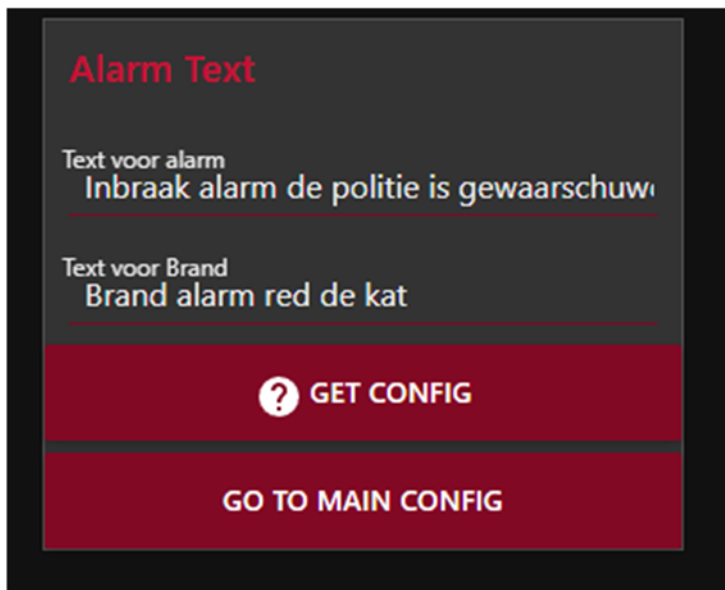 Alarm Text
Text voor alarm
Inbraak alarm de politie is
Text voor Brand
Brand alarm red de kat
GET CONFIG
GO TO MAIN CONFIG